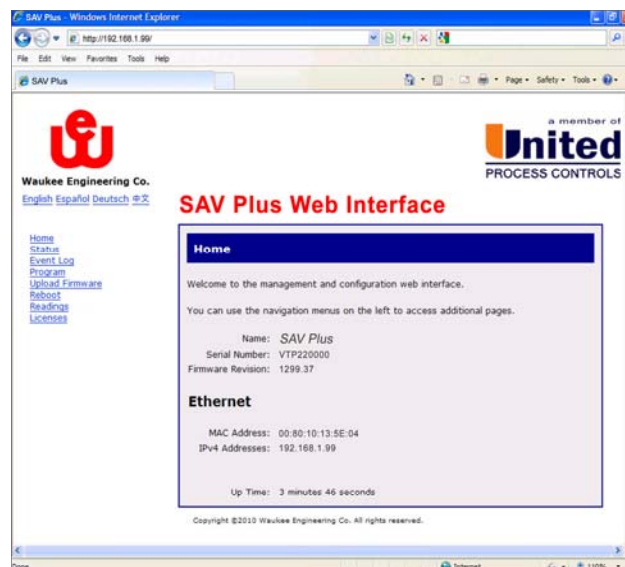 SAV Plus - Windows Internet Explorer
http://192.168.1.99/
File Edit View Favorites Tools Help
SAV Plus
Page Safety Tools
ew
Waukee Engineering Co.
English Español Deutsch 中文
a member of
United
PROCESS CONTROLS
SAV Plus Web Interface
Home
Status
Event Log
Program
Upload Firmware
Reboot
Readings
Licenses
Home
Welcome to the management and configuration web interface.
You can use the navigation menus on the left to access additional pages.
Name: SAV Plus
Serial Number: VTP220000
Firmware Revision: 1299.37
Ethernet
MAC Address: 00:80:10:13:5E:04
IPv4 Addresses: 192.168.1.99
Up Time: 3 minutes 46 seconds
Copyright ©2010 Waukee Engineering Co. All rights reserved.
Done
Internet
110%